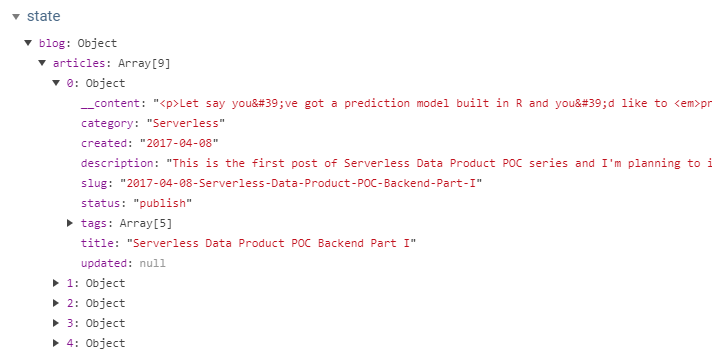 state
blog: Object
articles: Array[9]
0: Object
__content: "<p>Let say you&#39;ve got a prediction model built in R and you&#39;d like to <em>pr
category: "Serverless"
created: "2017-04-08"
description: "This is the first post of Serverless Data Product POC series and I'm planning to i
slug: "2017-04-08-Serverless-Data-Product-POC-Backend-Part-I"
status: "publish"
tags: Array[5]
title: "Serverless Data Product POC Backend Part I"
updated: null
1: Object
2: Object
3: Object
4: Object